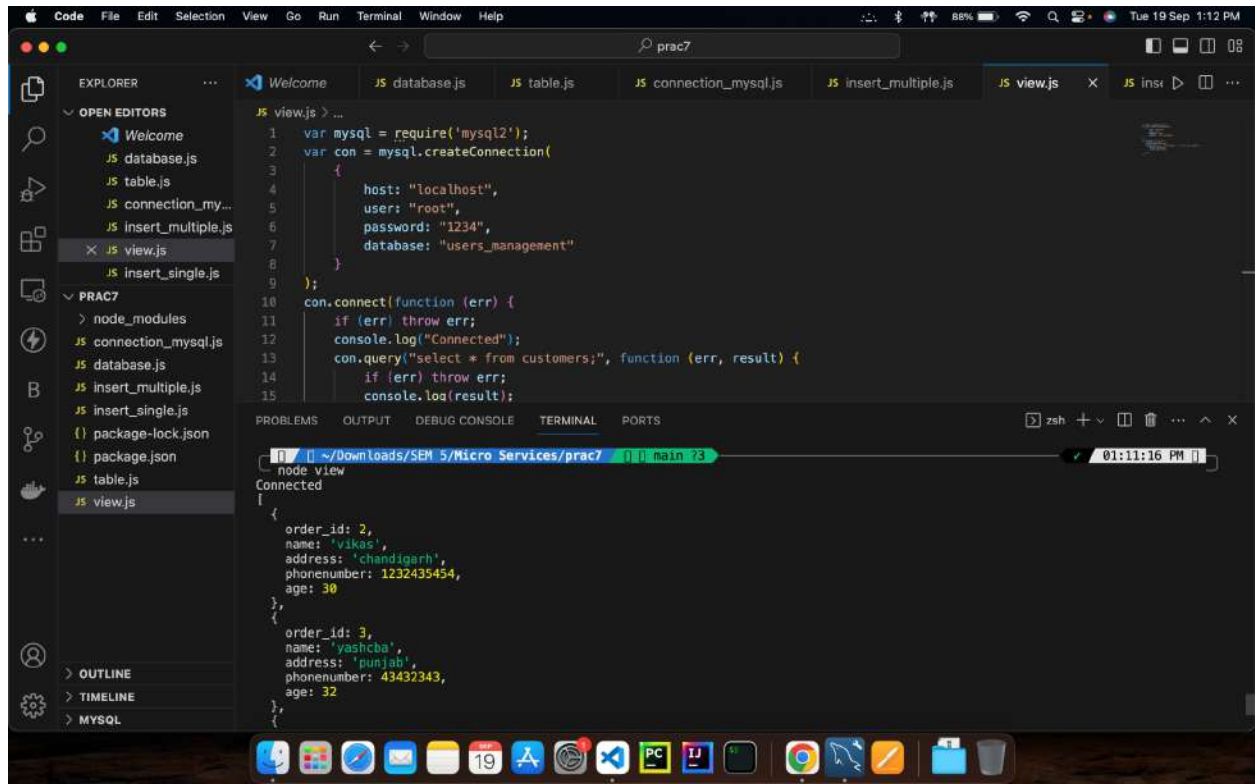 Code File Edit Selection View Go Run Terminal Window Help 88% Tue 19 Sep 1:12 PM
prac7
EXPLORER
Welcome database.js table.js connection_mysql.js insert_multiple.js view.js inse
OPEN EDITORS
Welcome
database.js
table.js
connection_my...
insert_multiple.js
view.js
insert_single.js
PRAC7
node_modules
connection_mysql.js
database.js
insert_multiple.js
insert_single.js
package-lock.json
package.json
table.js
view.js
OUTLINE
TIMELINE
MYSQL
JS view.js > ...
1 var mysql = require('mysql2');
2 var con = mysql.createConnection(
3 {
4 host: "localhost",
5 user: "root",
6 password: "1234",
7 database: "users_management"
8 }
9 );
10 con.connect(function (err) {
11 if (err) throw err;
12 console.log("Connected");
13 con.query("select * from customers;", function (err, result) {
14 if (err) throw err;
15 console.log(result);
PROBLEMS OUTPUT DEBUG CONSOLE TERMINAL PORTS zsh
~/Downloads/SEM 5/Micro Services/prac7 main ?3 01:11:16 PM
node view
Connected
[
{
order_id: 2,
name: 'vikas',
address: 'chandigarh',
phonenumber: 1232435454,
age: 30
},
{
order_id: 3,
name: 'yashcba',
address: 'punjab',
phonenumber: 43432343,
age: 32
},
{
SEP
19
PC IJ